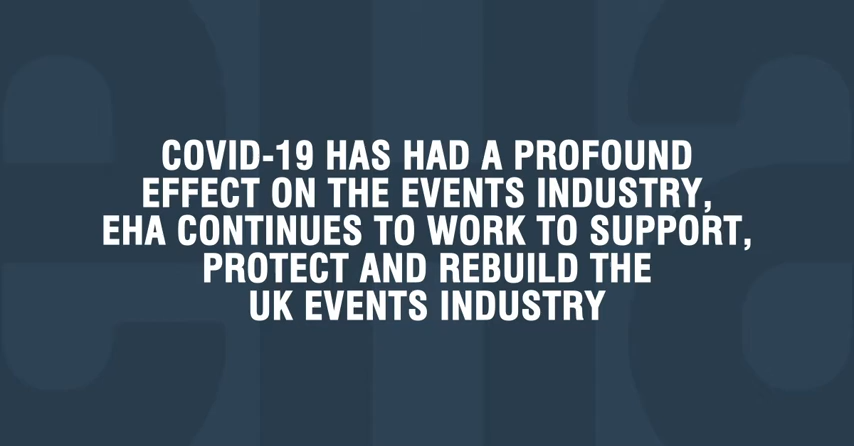 COVID-19 HAS HAD A PROFOUND
EFFECT ON THE EVENTS INDUSTRY,
EHA CONTINUES TO WORK TO SUPPORT,
PROTECT AND REBUILD THE
UK EVENTS INDUSTRY
eha